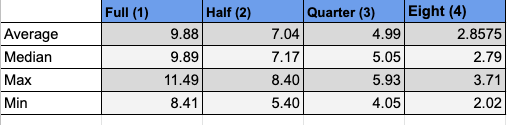 Full (1) Half (2) Quarter (3) Eight (4)
Average 9.88 7.04 4.99 2.8575
Median 9.89 7.17 5.05 2.79
Max 11.49 8.40 5.93 3.71
Min 8.41 5.40 4.05 2.02